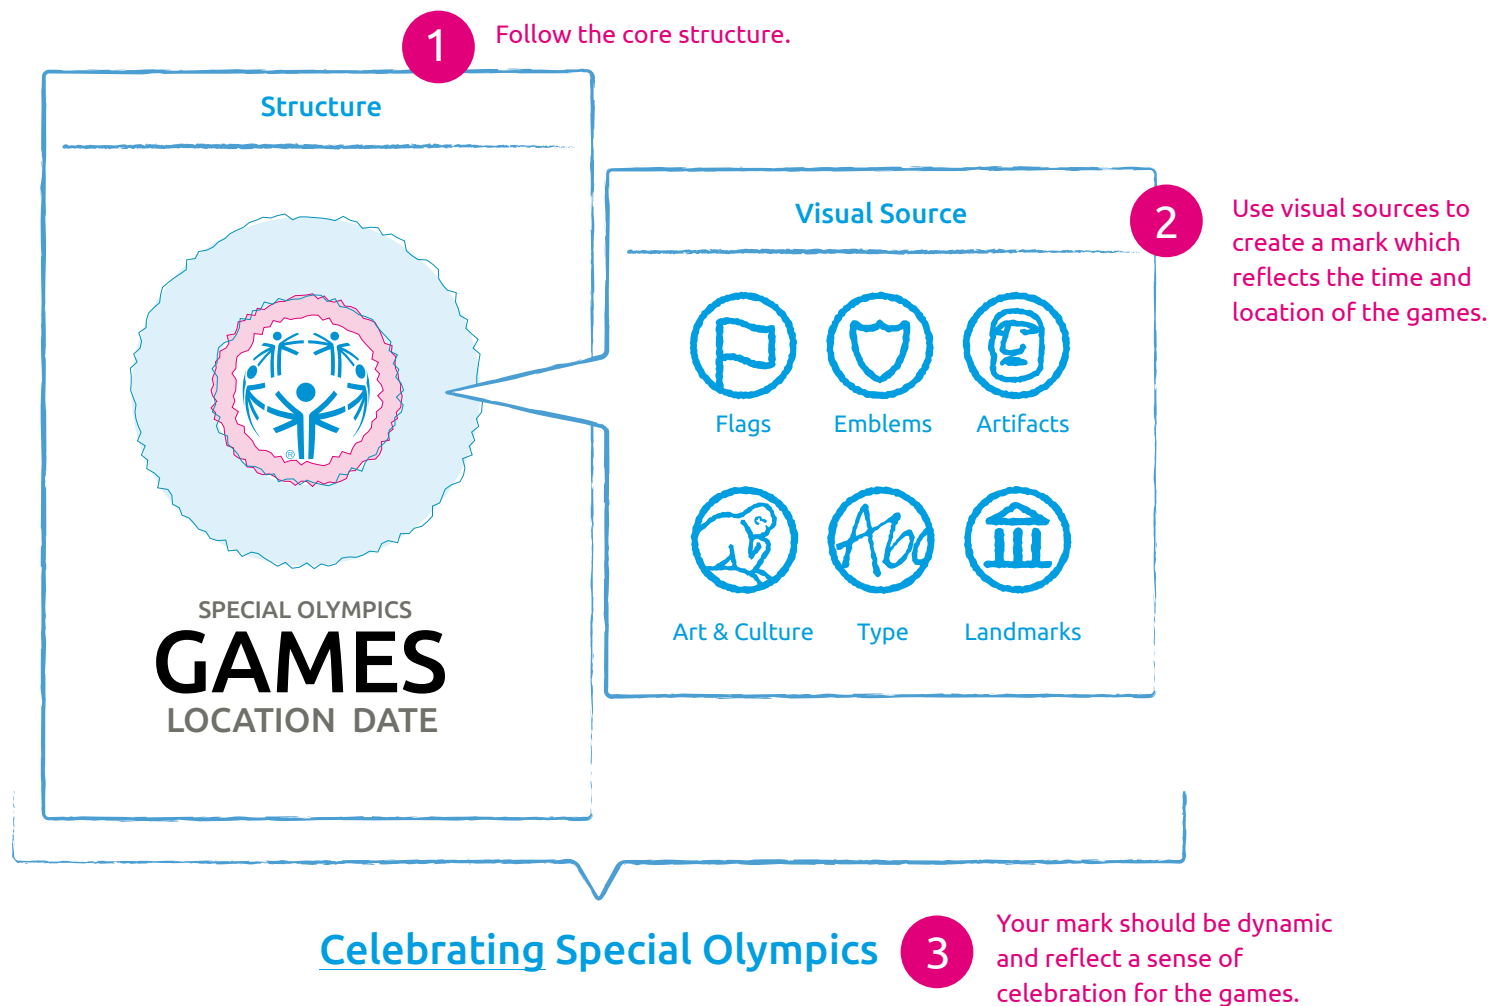 1
Follow the core structure.
Structure
®
SPECIAL OLYMPICS
GAMES
LOCATION DATE
Visual Source
2
Use visual sources to
create a mark which
reflects the time and
location of the games.
Flags
Emblems
Artifacts
Abc
Art & Culture
Type
Landmarks
Celebrating Special Olympics
3
Your mark should be dynamic
and reflect a sense of
celebration for the games.